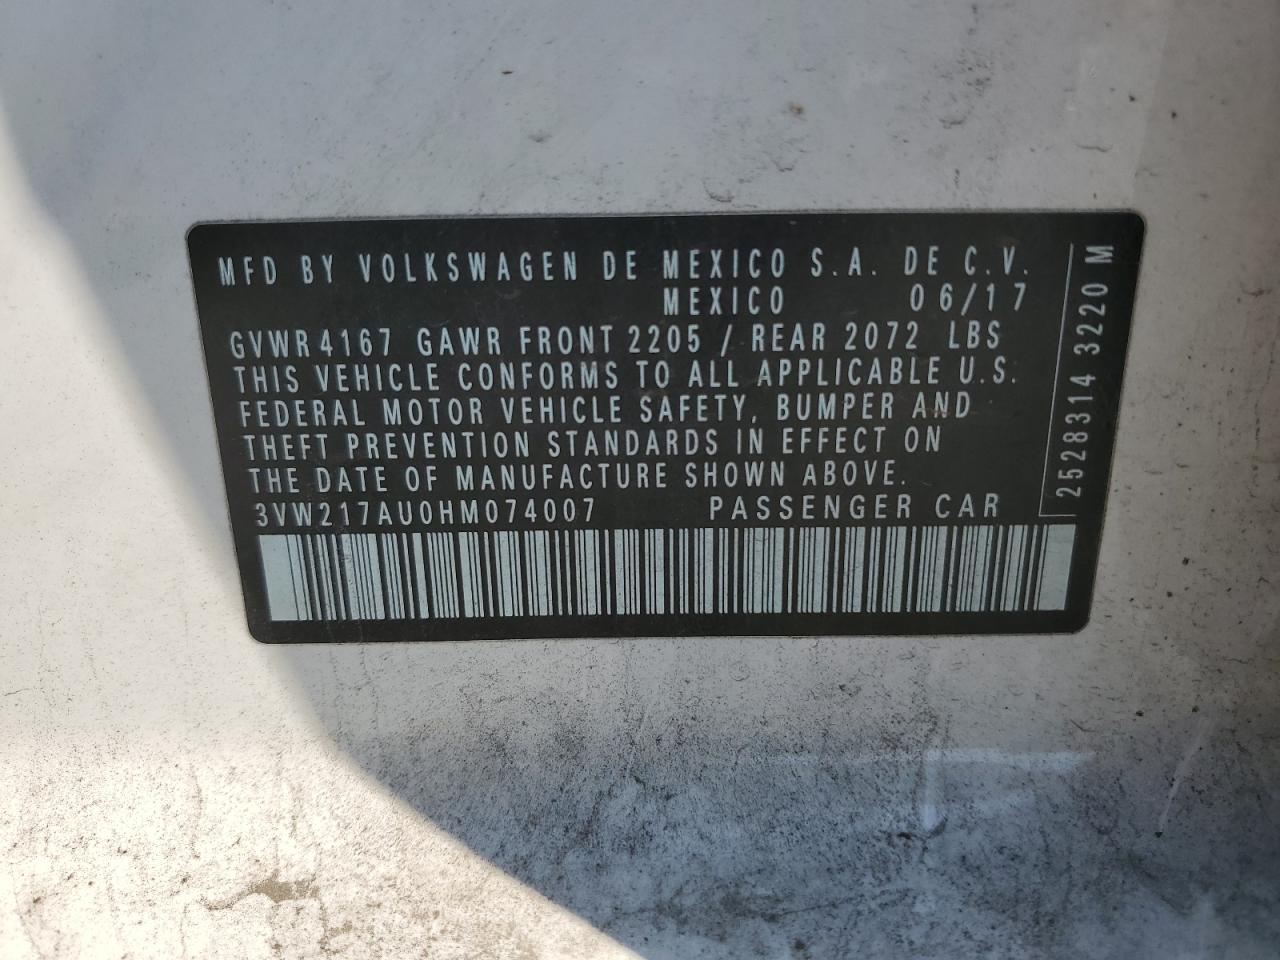 MFD BY VOLKSWAGEN DE MEXICO S.A. DE C.V.
MEXICO 06/17
GVWR 4167 GAWR FRONT 2205 / REAR 2072 LBS
THIS VEHICLE CONFORMS TO ALL APPLICABLE U.S.
FEDERAL MOTOR VEHICLE SAFETY, BUMPER AND
THEFT PREVENTION STANDARDS IN EFFECT ON
THE DATE OF MANUFACTURE SHOWN ABOVE.
3VW217AU0HM074007 PASSENGER CAR
2528314 3220 M